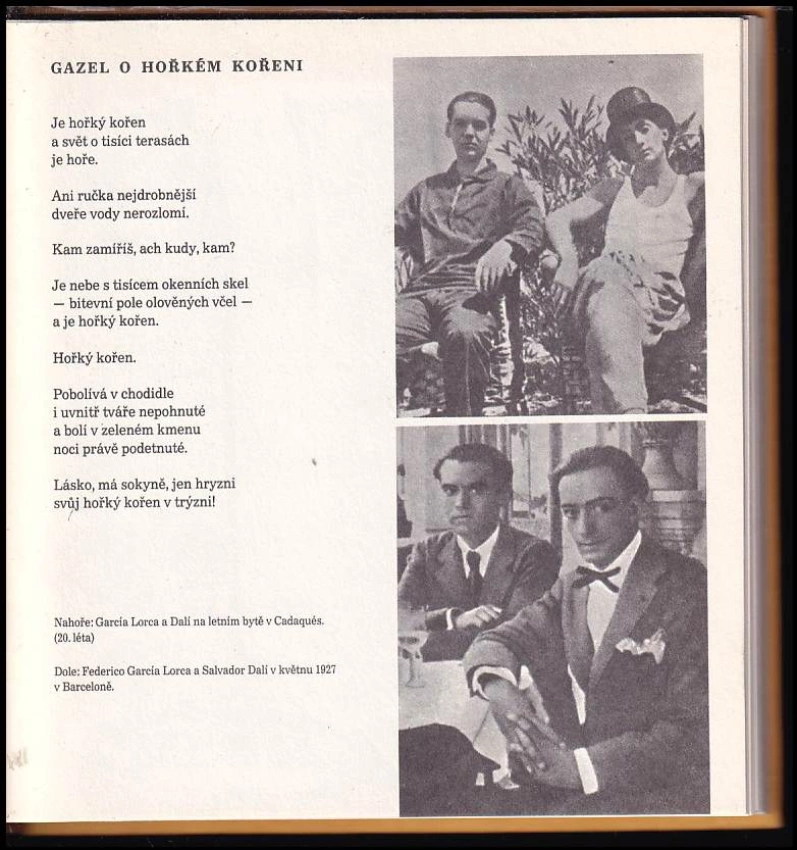 GAZEL O HOŘKÉM KOŘENI
Je hořký kořen
a svět o tisíci terasách
je hoře.
Ani ručka nejdrobnější
dveře vody nerozlomí.
Kam zamíříš, ach kudy, kam?
Je nebe s tisícem okenních skel
— bitevní pole olověných včel —
a je hořký kořen.
Hořký kořen.
Pobolívá v chodidle
i uvnitř tváře nepohnuté
a bolí v zeleném kmenu
noci právě podetnuté.
Lásko, má sokyně, jen hryzni
svůj hořký kořen v trýzni!
Nahoře: García Lorca a Dalí na letním bytě v Cadaqués.
(20. léta)
Dole: Federico García Lorca a Salvador Dalí v květnu 1927
v Barceloně.